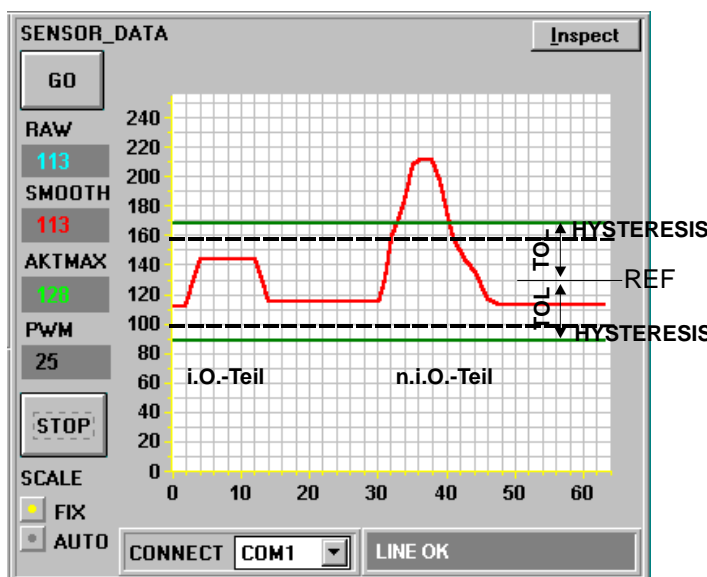 SENSOR_DATA
Inspect
GO
RAW
113
SMOOTH
113
AKTMAX
128
PWM
25
STOP
SCALE
FIX
AUTO
240
220
200
180
160
140
120
100
80
60
40
20
0
0 10 20 30 40 50 60
HYSTERESIS
TOL
REF
TOL
HYSTERESIS
i.O.-Teil
n.i.O.-Teil
CONNECT COM1
LINE OK